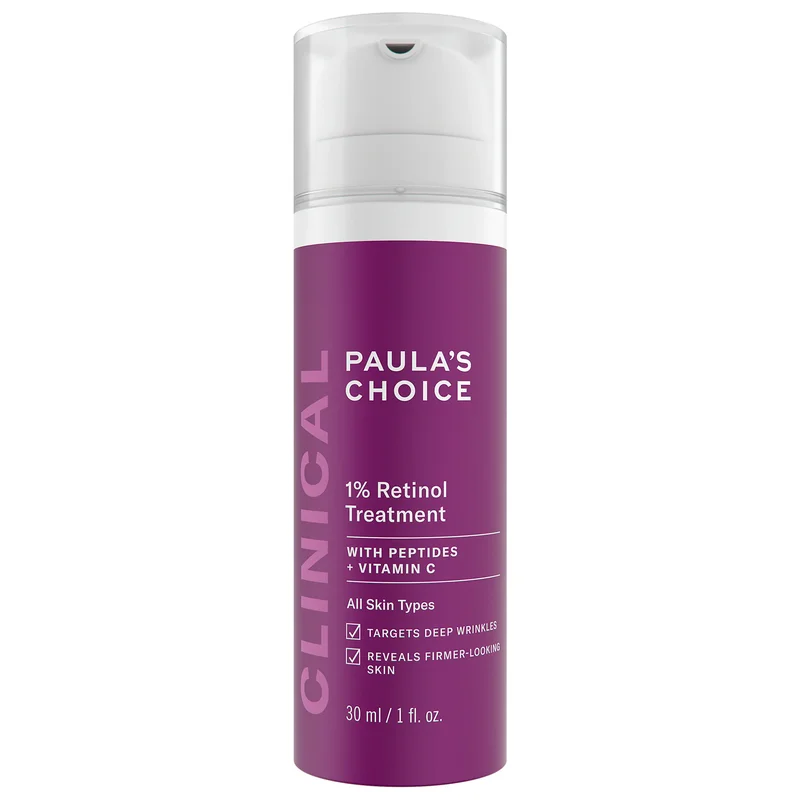 CLINICAL
PAULA'S
CHOICE
1% Retinol
Treatment
WITH PEPTIDES
+ VITAMIN C
All Skin Types
☑ TARGETS DEEP WRINKLES
☑ REVEALS FIRMER-LOOKING
SKIN
30 ml / 1 fl. oz.